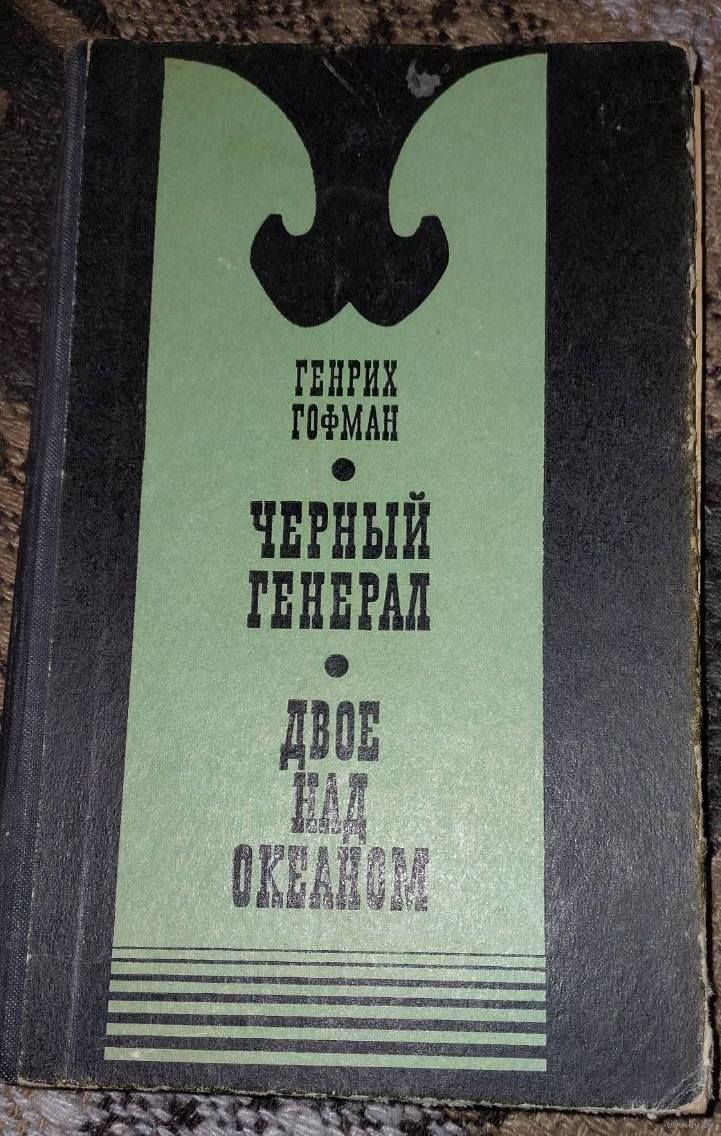 ГЕНРИХ
ГОФМАН
ЧЕРНЫЙ
ГЕНЕРАЛ
ДВОЕ
НАД
ОКЕАНОМ